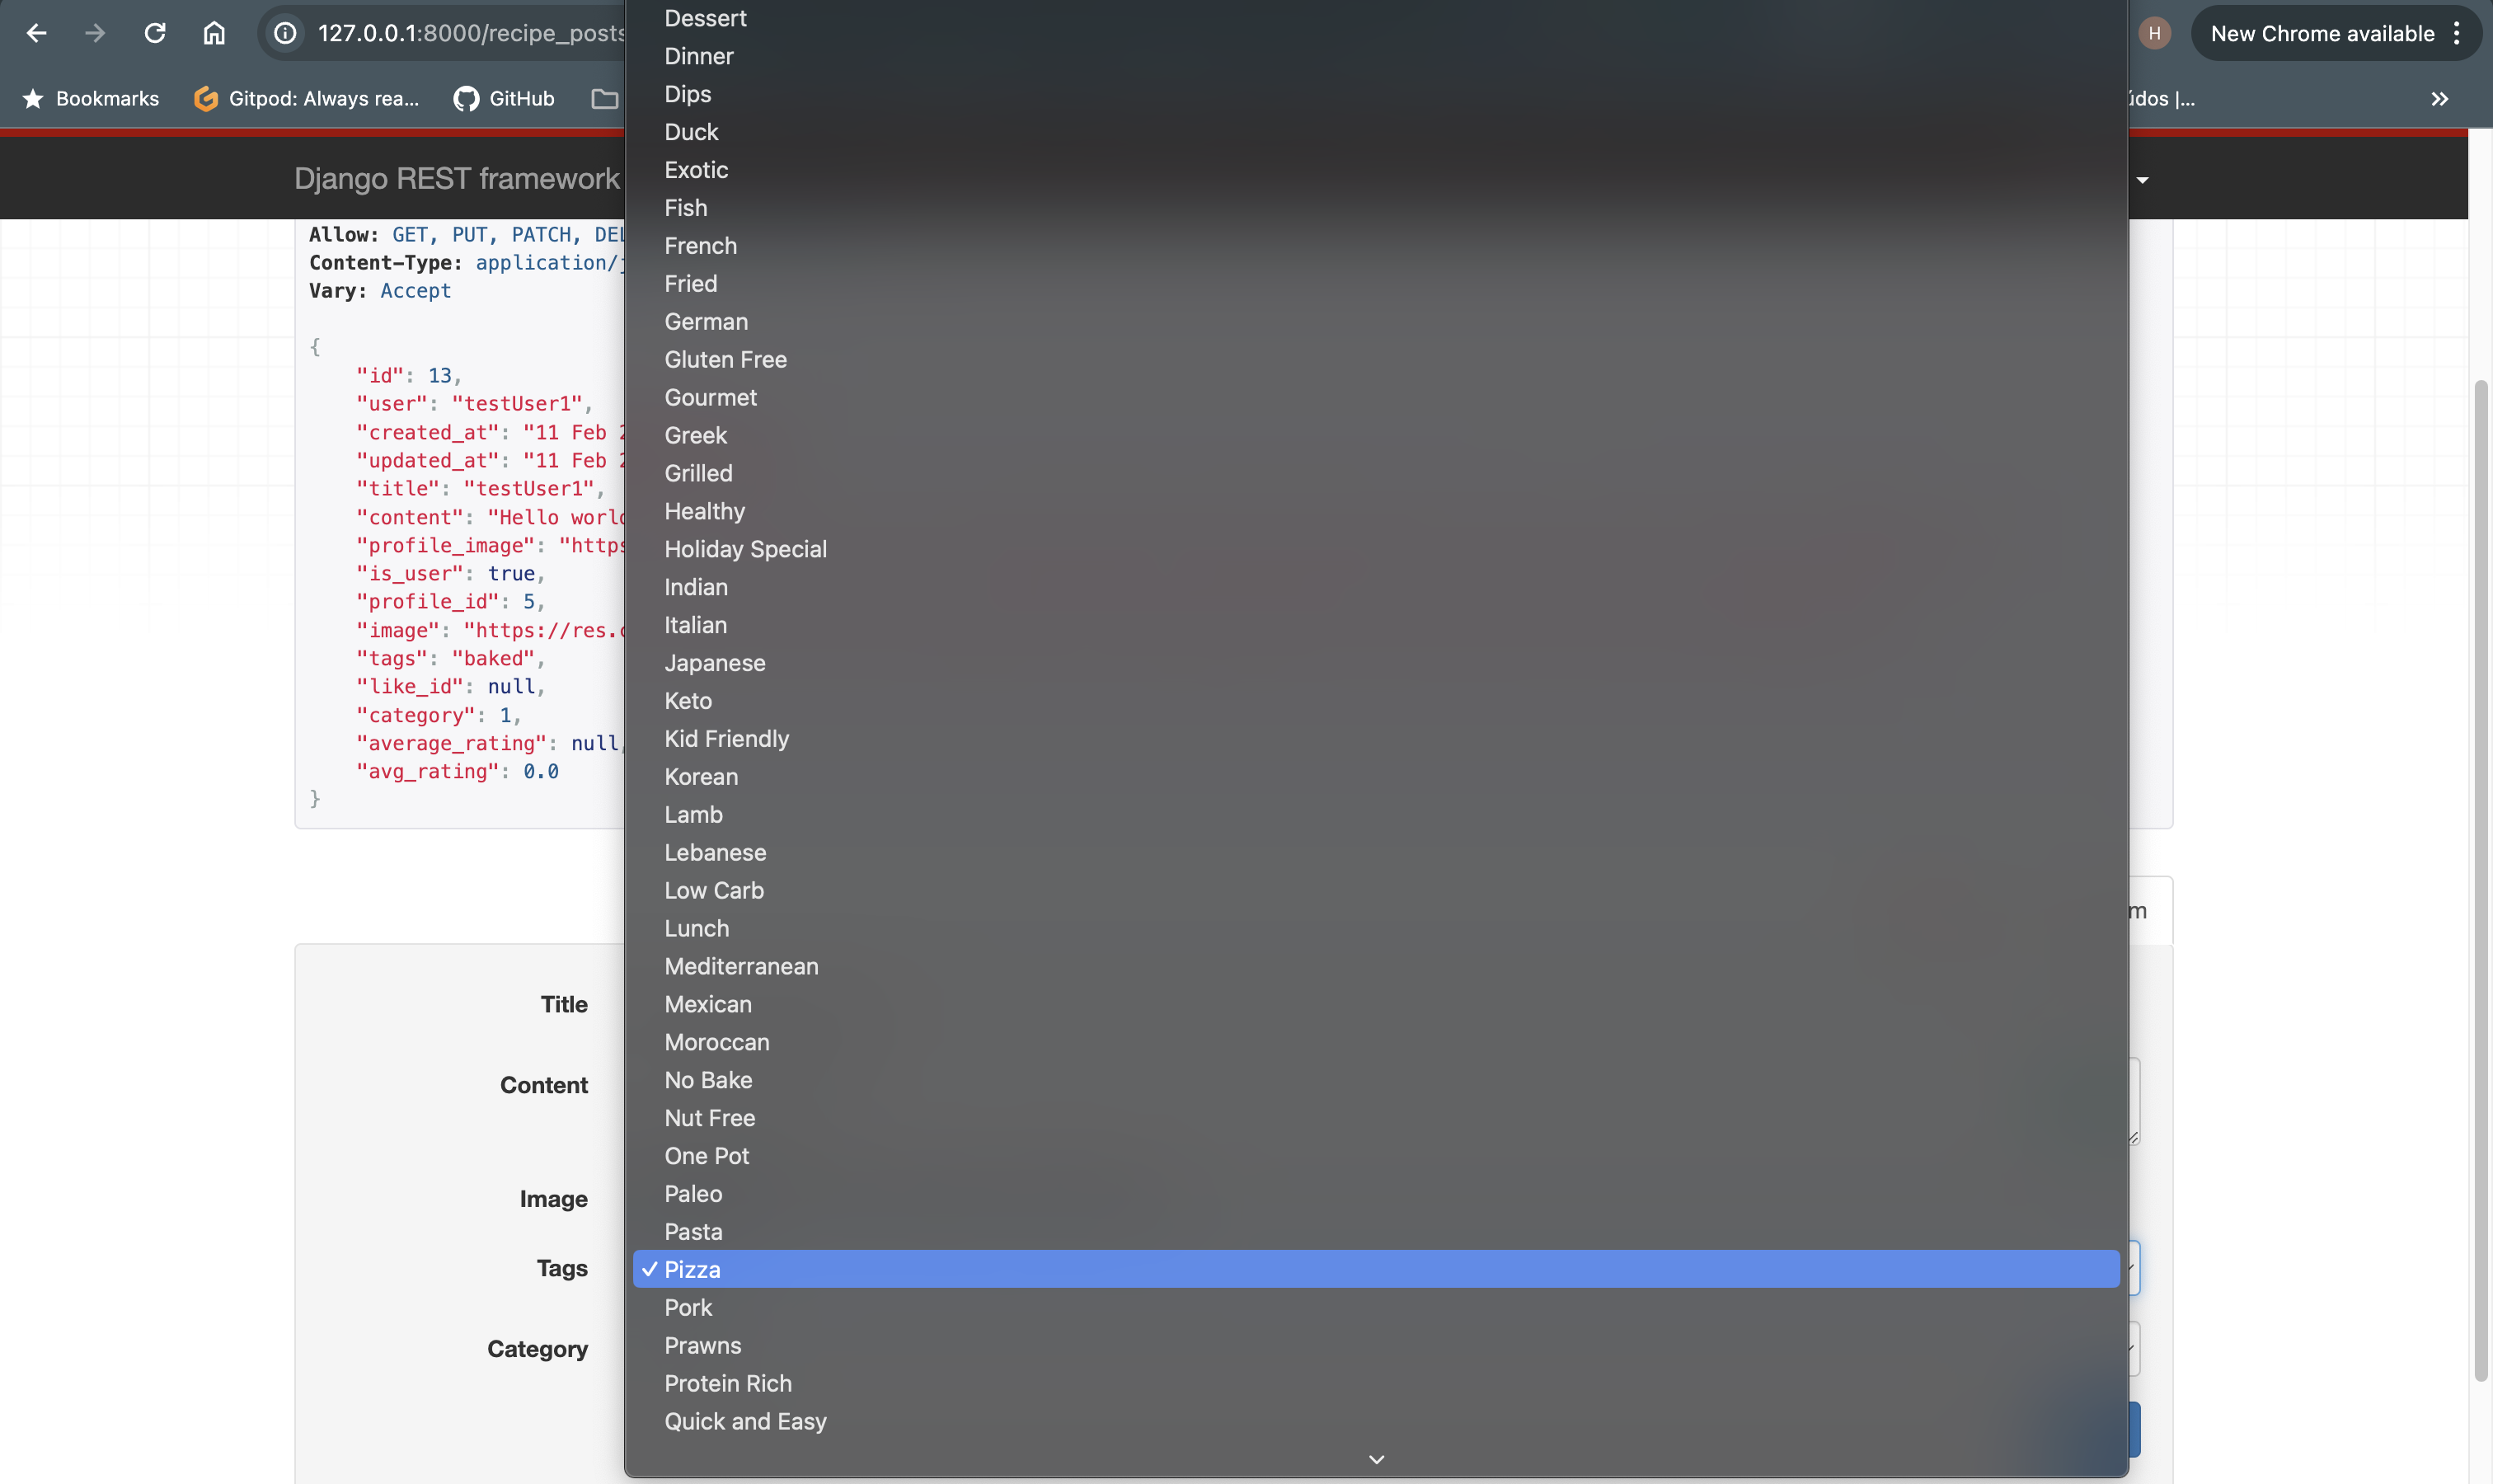 127.0.0.1:8000/recipe_posts
H
New Chrome available
Bookmarks
Gitpod: Always rea...
GitHub
údos |...
Django REST framework
Allow: GET, PUT, PATCH, DEL
Content-Type: application/j
Vary: Accept
{
"id": 13,
"user": "testUser1",
"created_at": "11 Feb 2
"updated_at": "11 Feb 2
"title": "testUser1",
"content": "Hello world
"profile_image": "https
"is_user": true,
"profile_id": 5,
"image": "https://res.c
"tags": "baked",
"like_id": null,
"category": 1,
"average_rating": null,
"avg_rating": 0.0
}
m
Title
Content
Image
Tags
Category
Dessert
Dinner
Dips
Duck
Exotic
Fish
French
Fried
German
Gluten Free
Gourmet
Greek
Grilled
Healthy
Holiday Special
Indian
Italian
Japanese
Keto
Kid Friendly
Korean
Lamb
Lebanese
Low Carb
Lunch
Mediterranean
Mexican
Moroccan
No Bake
Nut Free
One Pot
Paleo
Pasta
✓ Pizza
Pork
Prawns
Protein Rich
Quick and Easy